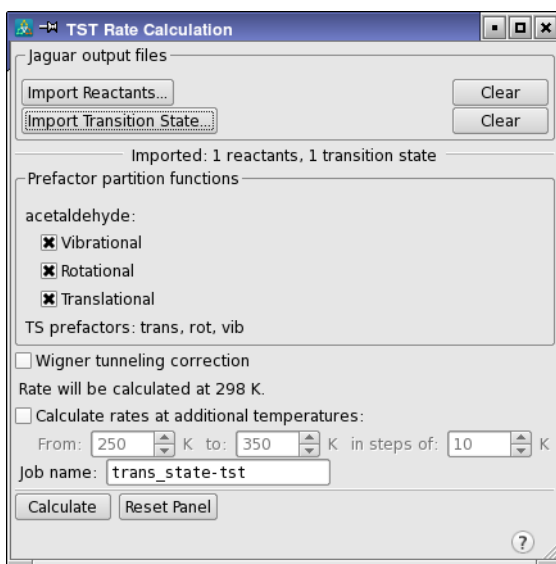 TST Rate Calculation
Jaguar output files
Import Reactants... Clear
Import Transition State... Clear
Imported: 1 reactants, 1 transition state
Prefactor partition functions
acetaldehyde:
Vibrational
Rotational
Translational
TS prefactors: trans, rot, vib
Wigner tunneling correction
Rate will be calculated at 298 K.
Calculate rates at additional temperatures:
From: 250 K to: 350 K in steps of: 10 K
Job name: trans_state-tst
Calculate Reset Panel
?